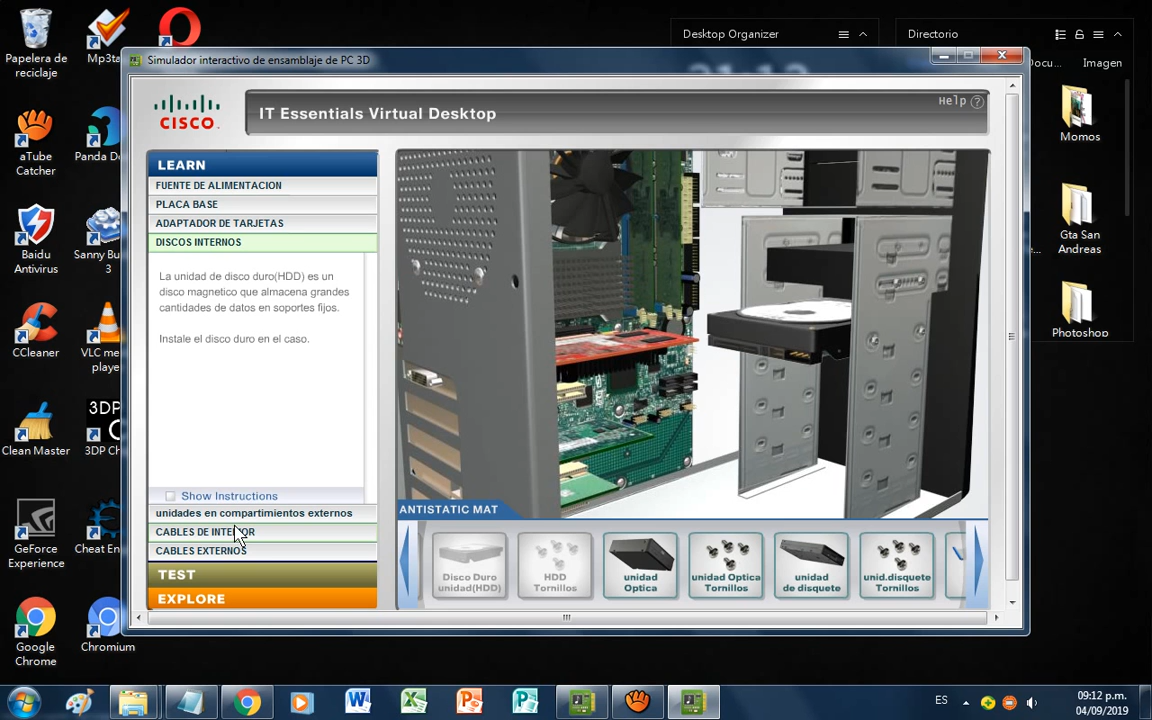 Papelera de
reciclaje
Mp3ta
Desktop Organizer
Directorio
Docu...
Imagen
Simulador interactivo de ensamblaje de PC 3D
CISCO
IT Essentials Virtual Desktop
Help ?
LEARN
FUENTE DE ALIMENTACION
PLACA BASE
ADAPTADOR DE TARJETAS
DISCOS INTERNOS
La unidad de disco duro(HDD) es un
disco magnetico que almacena grandes
cantidades de datos en soportes fijos.
Instale el disco duro en el caso.
Show Instructions
unidades en compartimientos externos
CABLES DE INTERIOR
CABLES EXTERNOS
TEST
EXPLORE
ANTISTATIC MAT
Disco Duro
unidad(HDD)
HDD
Tornillos
unidad
Optica
unidad Optica
Tornillos
unidad
de disquete
unid.disquete
Tornillos
aTube
Catcher
Panda Do
Baidu
Antivirus
Sanny Bu
3
CCleaner
VLC me
player
Clean Master
3DP
3DP Ch
GeForce
Experience
Cheat En
Google
Chrome
Chromium
Momos
Gta San
Andreas
Photoshop
ES
09:12 p.m.
04/09/2019